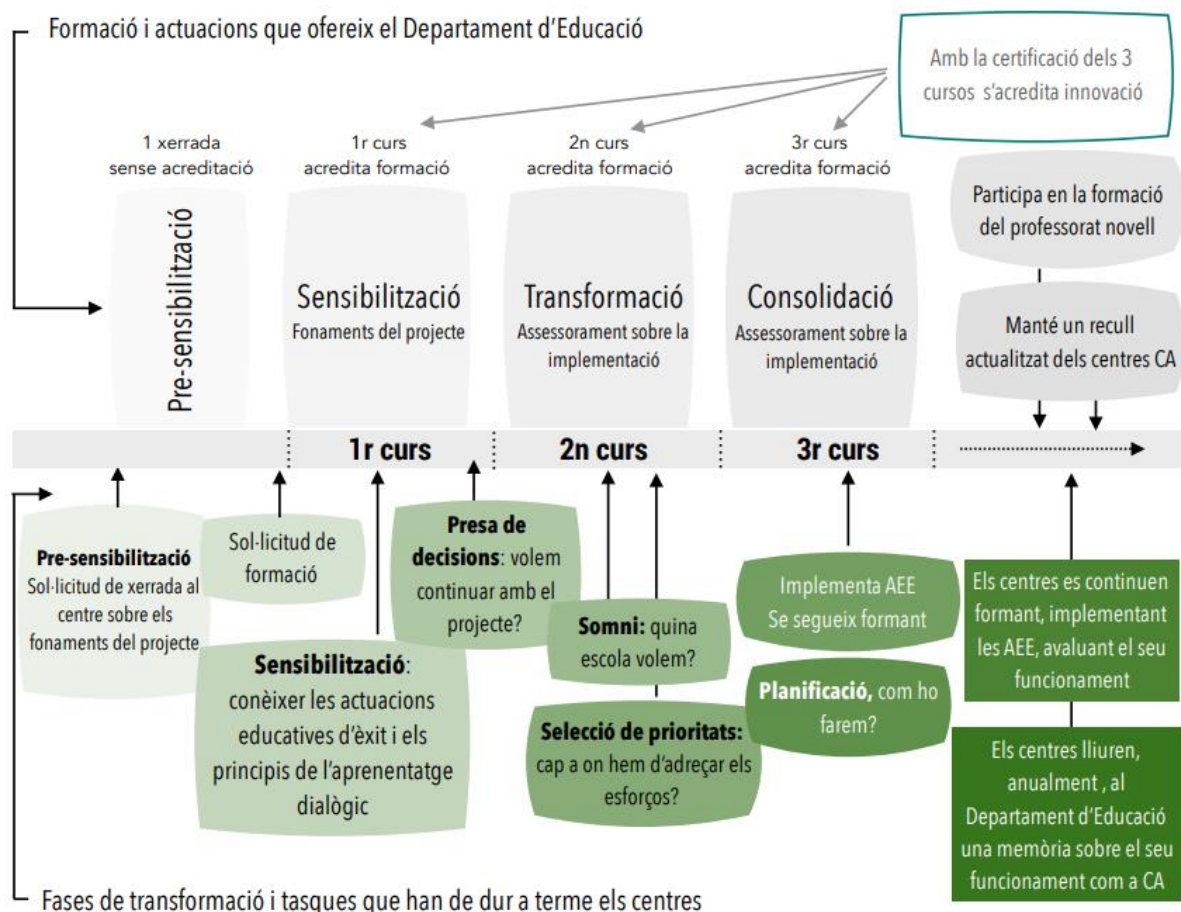 Formació i actuacions que ofereix el Departament d'Educació
Amb la certificació dels 3
cursos s'acredita innovació
1 xerrada
sense acreditació
1r curs
acredita formació
2n curs
acredita formació
3r curs
acredita formació
Pre-sensibilització
Sensibilització
Fonaments del projecte
Transformació
Assessorament sobre la
implementació
Consolidació
Assessorament sobre la
implementació
Participa en la formació
del professorat novell
Manté un recull
actualitzat dels centres CA
1r curs
2n curs
3r curs
Pre-sensibilització
Sol·licitud de xerrada al
centre sobre els
fonaments del projecte
Sol·licitud de
formació
Sensibilització:
conèixer les actuacions
educatives d'èxit i els
principis de l'aprenentatge
dialògic
Presa de
decisions: volem
continuar amb el
projecte?
Somni: quina
escola volem?
Selecció de prioritats:
cap a on hem d'adreçar els
esforços?
Implementa AEE
Se segueix formant
Planificació, com ho
farem?
Els centres es continuen
formant, implementant
les AEE, avaluant el seu
funcionament
Els centres lliuren,
anualment , al
Departament d'Educació
una memòria sobre el seu
funcionament com a CA
Fases de transformació i tasques que han de dur a terme els centres